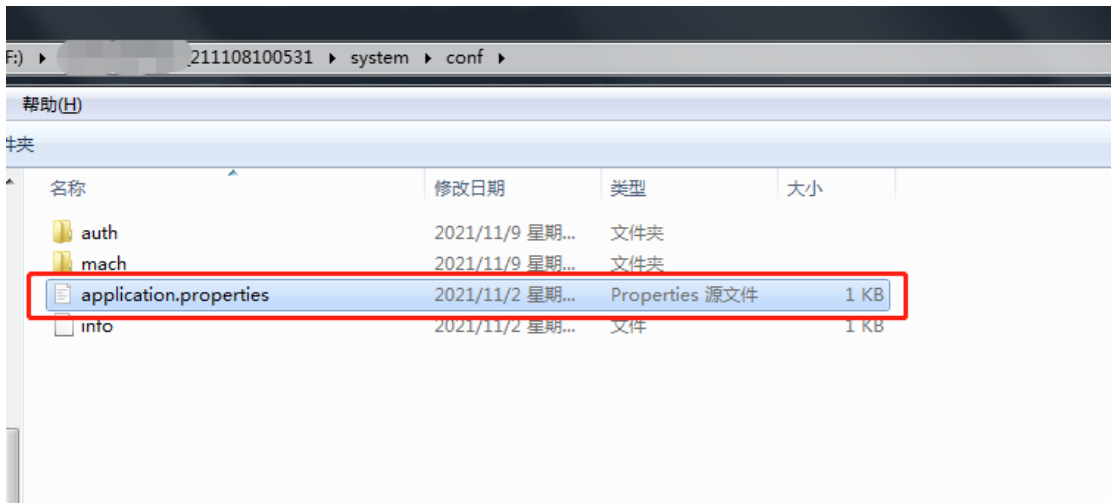 F:) ▸ _211108100531 ▸ system ▸ conf ▸
帮助(H)
件夹
名称 修改日期 类型 大小
auth 2021/11/9 星期... 文件夹
mach 2021/11/9 星期... 文件夹
application.properties 2021/11/2 星期... Properties 源文件 1 KB
info 2021/11/2 星期... 文件 1 KB